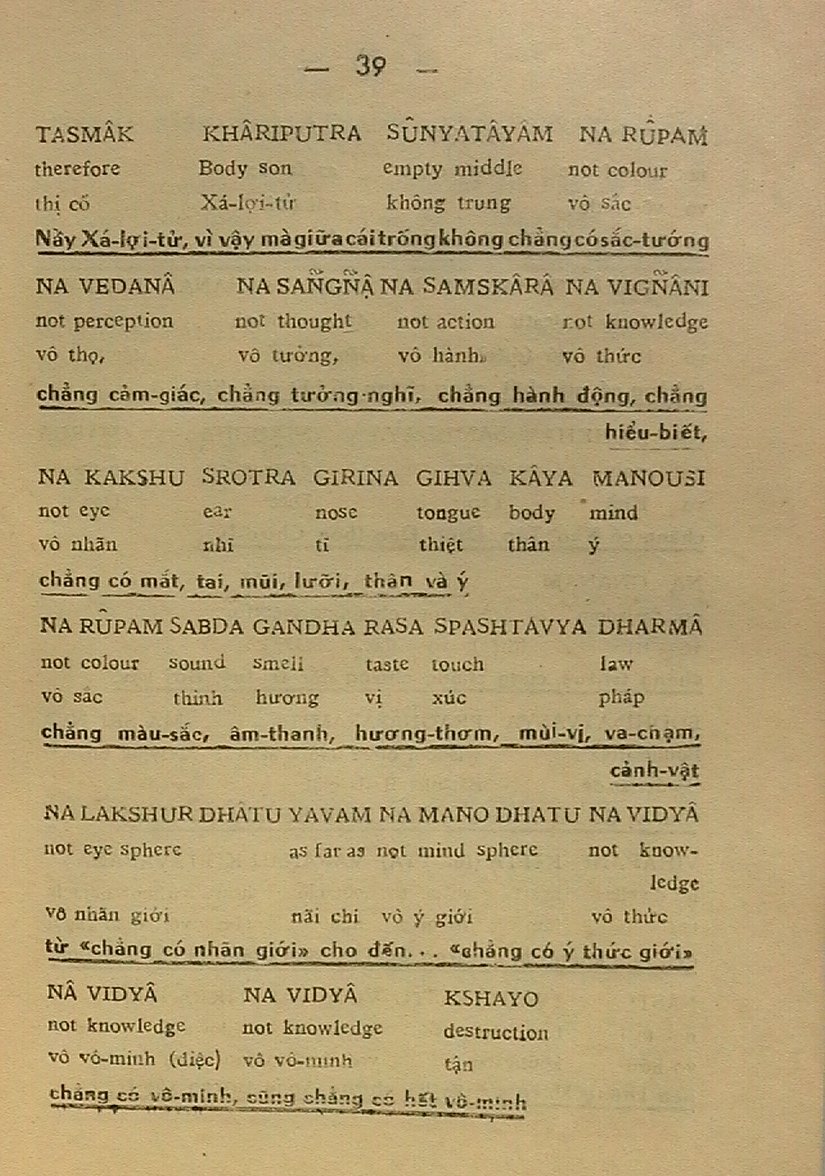 — 39 —
TASMÂK KHÂRIPUTRA SÛNYATÂYAM NA RÛPAM
therefore Body son empty middle not colour
thị cố Xá-lợi-tử không trung vô sắc
Nầy Xá-lợi-tử, vì vậy mà giữa cái trống không chẳng có sắc-tướng
NA VEDANÂ NA SAÑGÑÂ NA SAMSKÂRÂ NA VIGÑÂNI
not perception not thought not action not knowledge
vô thọ, vô tưởng, vô hành, vô thức
chẳng cảm-giác, chẳng tưởng-nghĩ, chẳng hành động, chẳng
hiểu-biết,
NA KAKSHU SROTRA GIRINA GIHVA KÂYA MANOUSI
not eye ear nose tongue body mind
vô nhãn nhĩ tĩ thiệt thân ý
chẳng có mắt, tai, mũi, lưỡi, thân và ý
NA RÛPAM SABDA GANDHA RASA SPASHTAVYA DHARMÂ
not colour sound smell taste touch law
vô sắc thinh hương vị xúc pháp
chẳng màu-sắc, âm-thanh, hương-thơm, mùi-vị, va-chạm,
cảnh-vật
NA LAKSHUR DHATU YAVAM NA MANO DHATU NA VIDYÂ
not eye sphere as far as not mind sphere not know-
ledge
vô nhãn giới nãi chi vô ý giới vô thức
từ «chẳng có nhãn giới» cho đến... «chẳng có ý thức giới»
NÂ VIDYÂ NA VIDYÂ KSHAYO
not knowledge not knowledge destruction
vô vô-minh (diệc) vô vô-minh tận
chẳng có vô-minh, cũng chẳng có hết vô-minh